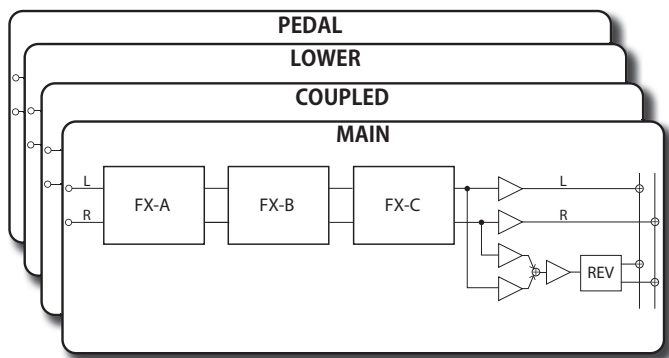 PEDAL
LOWER
COUPLED
MAIN
L L
FX-A FX-B FX-C
R R
REV